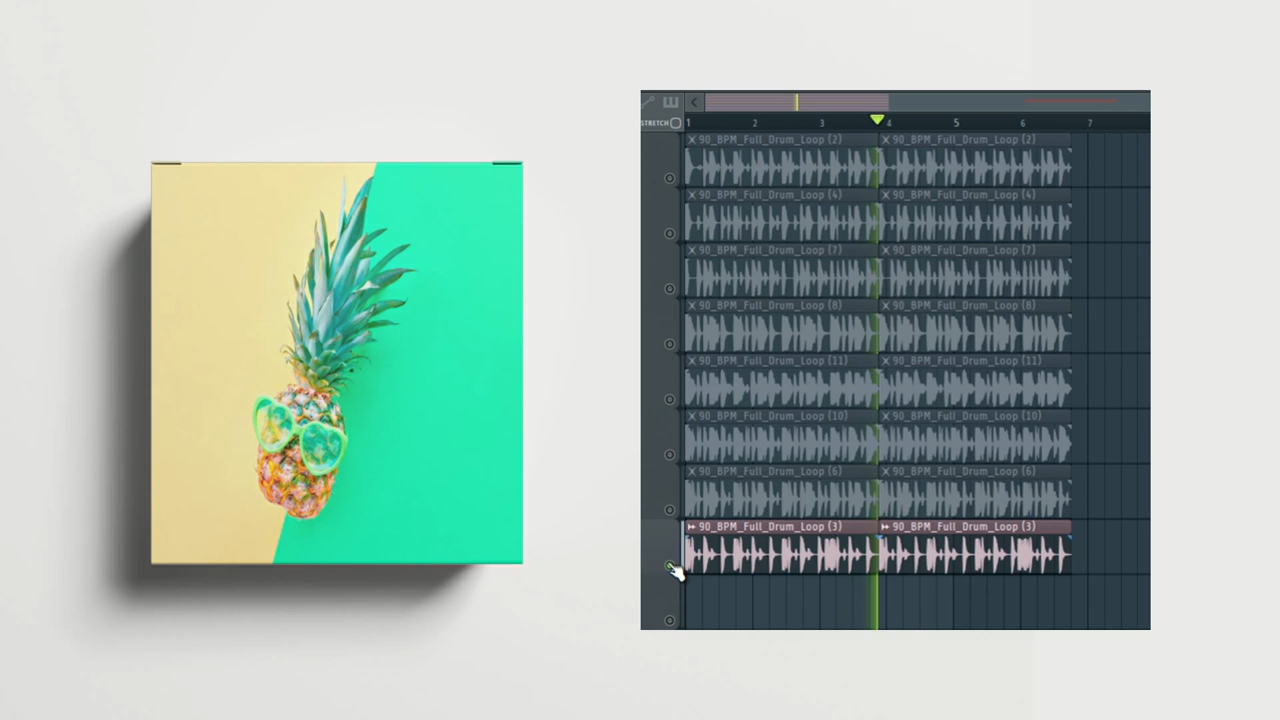 STRETCH 1 2 3 4 5 6 7
90_BPM_Full_Drum_Loop (2) 90_BPM_Full_Drum_Loop (2)
90_BPM_Full_Drum_Loop (4) 90_BPM_Full_Drum_Loop (4)
90_BPM_Full_Drum_Loop (7) 90_BPM_Full_Drum_Loop (7)
90_BPM_Full_Drum_Loop (8) 90_BPM_Full_Drum_Loop (8)
90_BPM_Full_Drum_Loop (11) 90_BPM_Full_Drum_Loop (11)
90_BPM_Full_Drum_Loop (10) 90_BPM_Full_Drum_Loop (10)
90_BPM_Full_Drum_Loop (6) 90_BPM_Full_Drum_Loop (6)
90_BPM_Full_Drum_Loop (3) 90_BPM_Full_Drum_Loop (3)